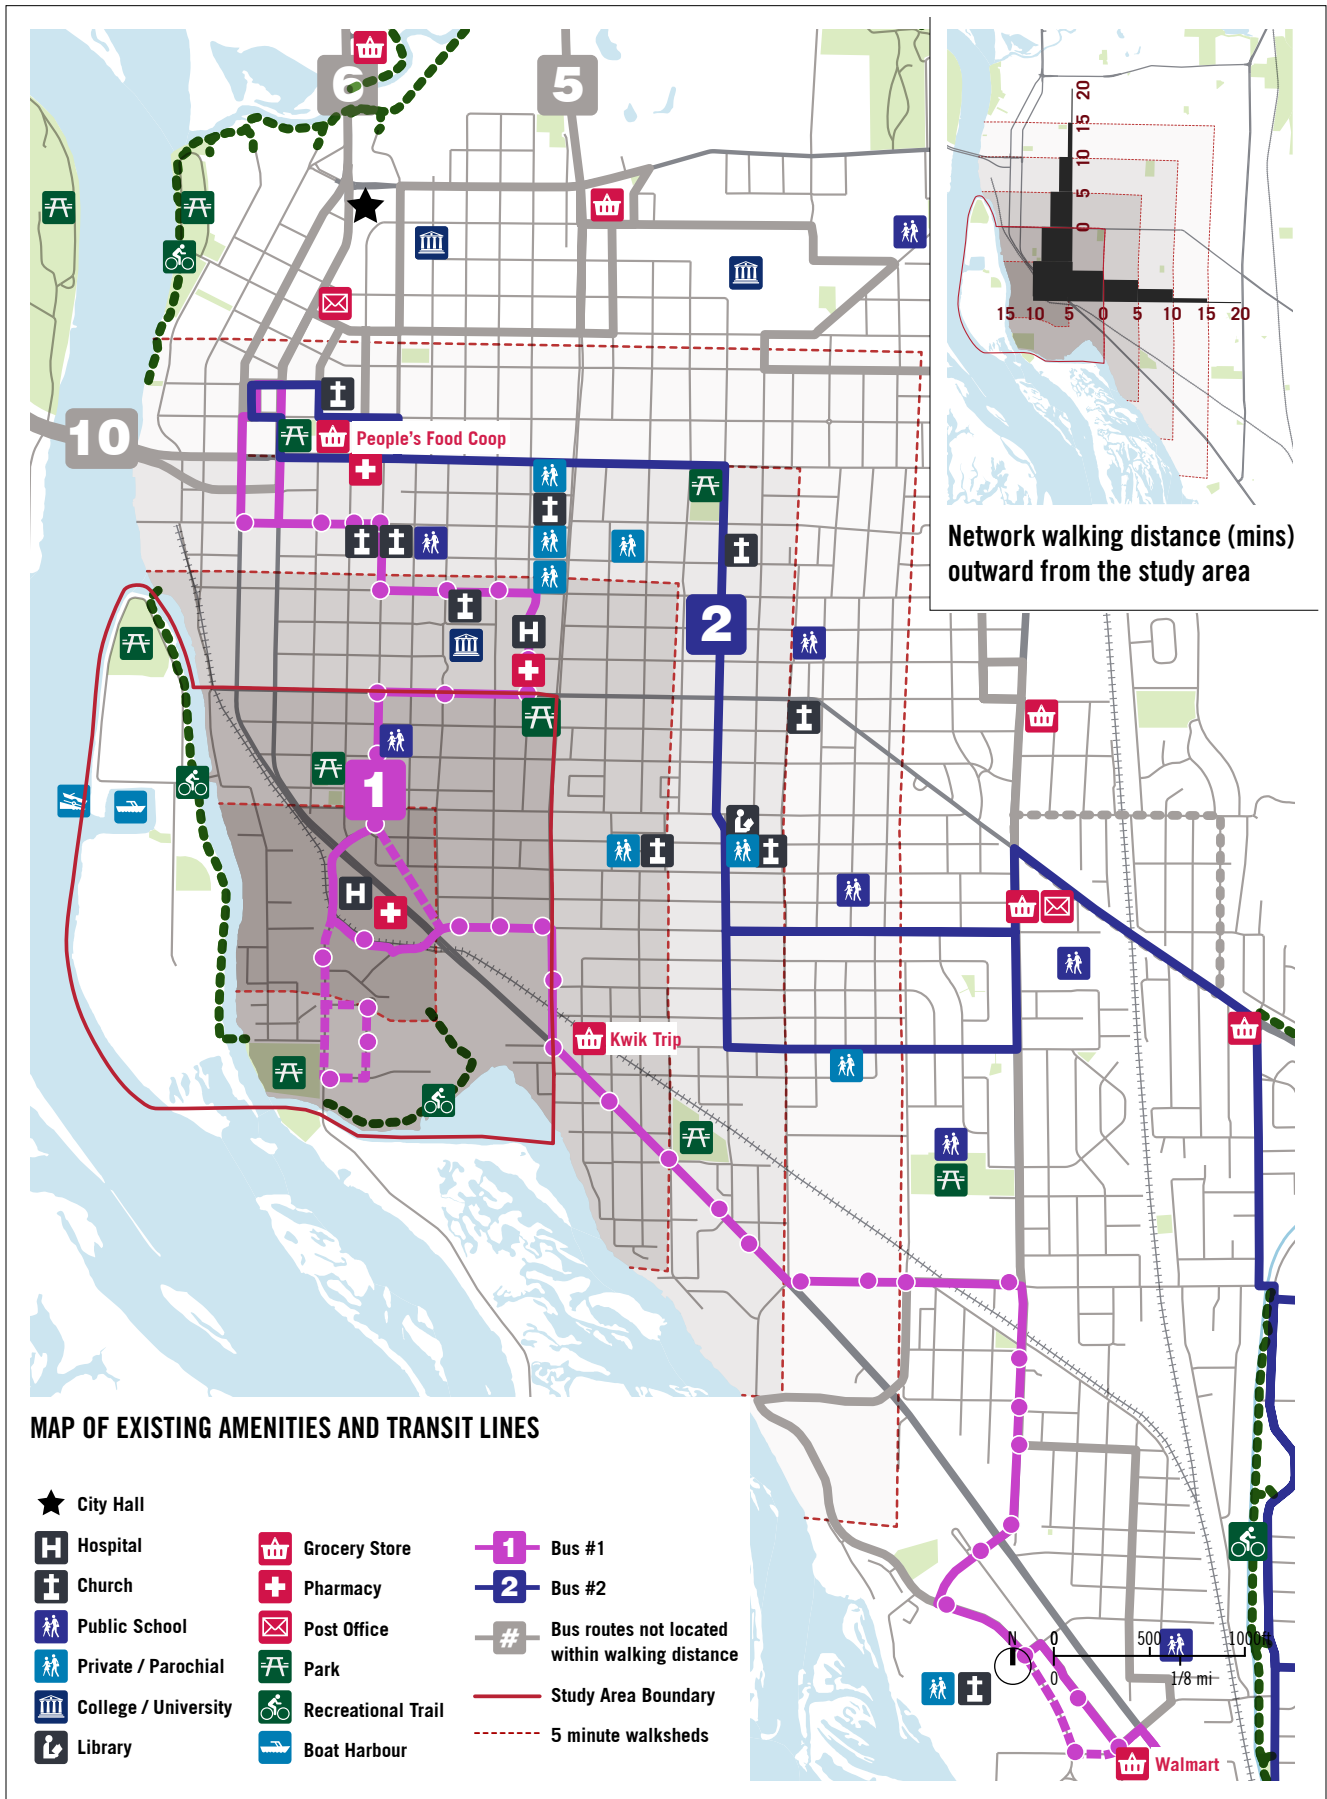 6
5
10
People's Food Coop
2
1
H
H
Kwik Trip
20
15
10
5
0
15 10 5 0 5 10 15 20
Network walking distance (mins)
outward from the study area
N
0 500 1000ft
0 1/8 mi
Walmart
MAP OF EXISTING AMENITIES AND TRANSIT LINES
City Hall
H Hospital
Church
Public School
Private / Parochial
College / University
Library
Grocery Store
Pharmacy
Post Office
Park
Recreational Trail
Boat Harbour
1 Bus #1
2 Bus #2
# Bus routes not located
within walking distance
Study Area Boundary
5 minute walksheds